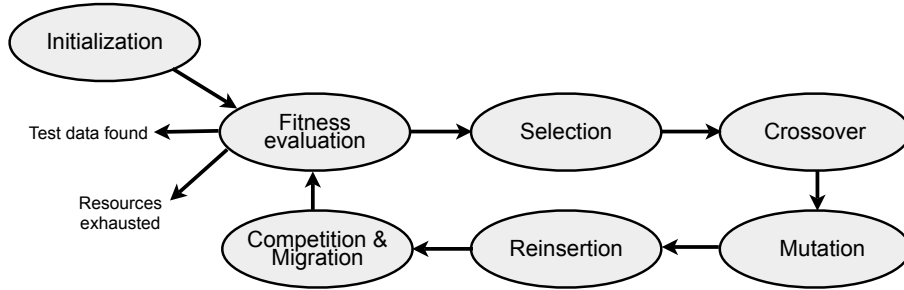 Initialization
Fitness
evaluation
Selection
Crossover
Test data found
Resources
exhausted
Competition &
Migration
Reinsertion
Mutation